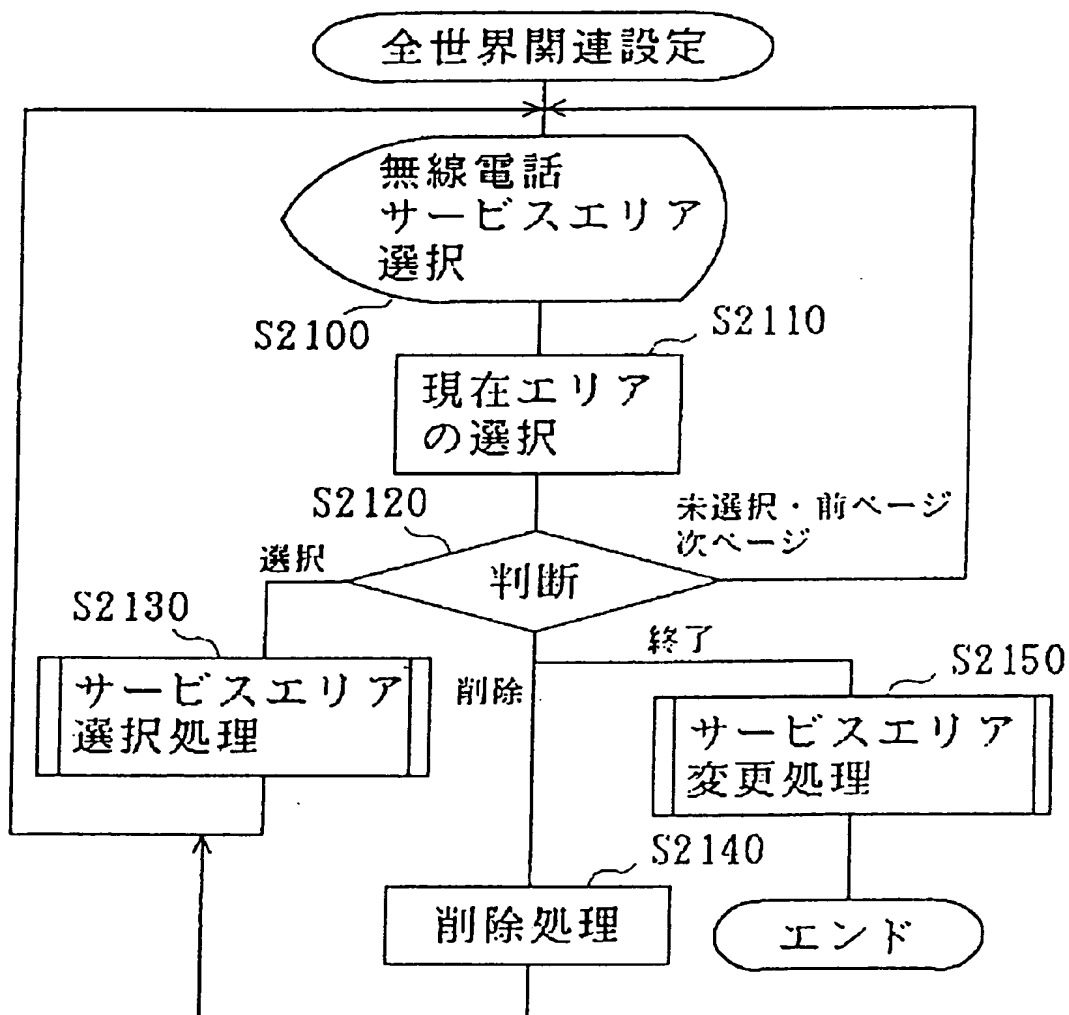 全世界関連設定
無線電話
サービスエリア
選択
S2100
S2110
現在エリア
の選択
S2120
未選択・前ページ
次ページ
選択
判断
S2130
終了
サービスエリア
選択処理
削除
S2150
サービスエリア
変更処理
S2140
削除処理
エンド